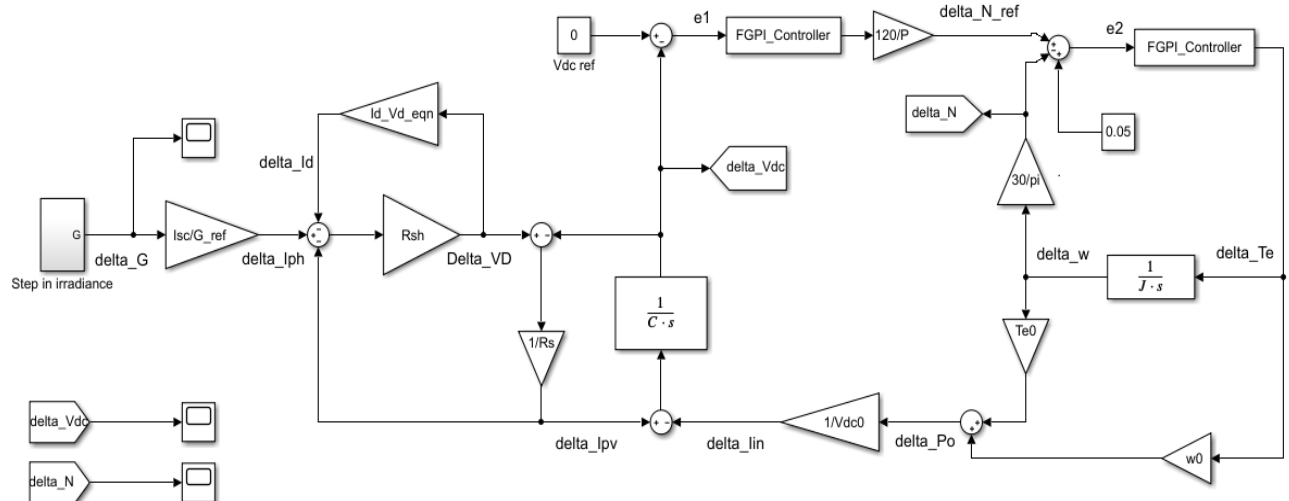 delta_N_ref
e1
e2
0
FGPI_Controller
120/P
FGPI_Controller
Vdc ref
+ -
+ - +
delta_N
0.05
Id_Vd_eqn
delta_Id
delta_Vdc
30/pi
G
Isc/G_ref
Rsh
- + -
+ -
delta_G
delta_Iph
Delta_VD
delta_w
delta_Te
Step in irradiance
1
C · s
1
J · s
1/Rs
Te0
delta_Vdc
+ -
1/Vdc0
+ +
delta_Ipv
delta_Iin
delta_Po
w0
delta_N